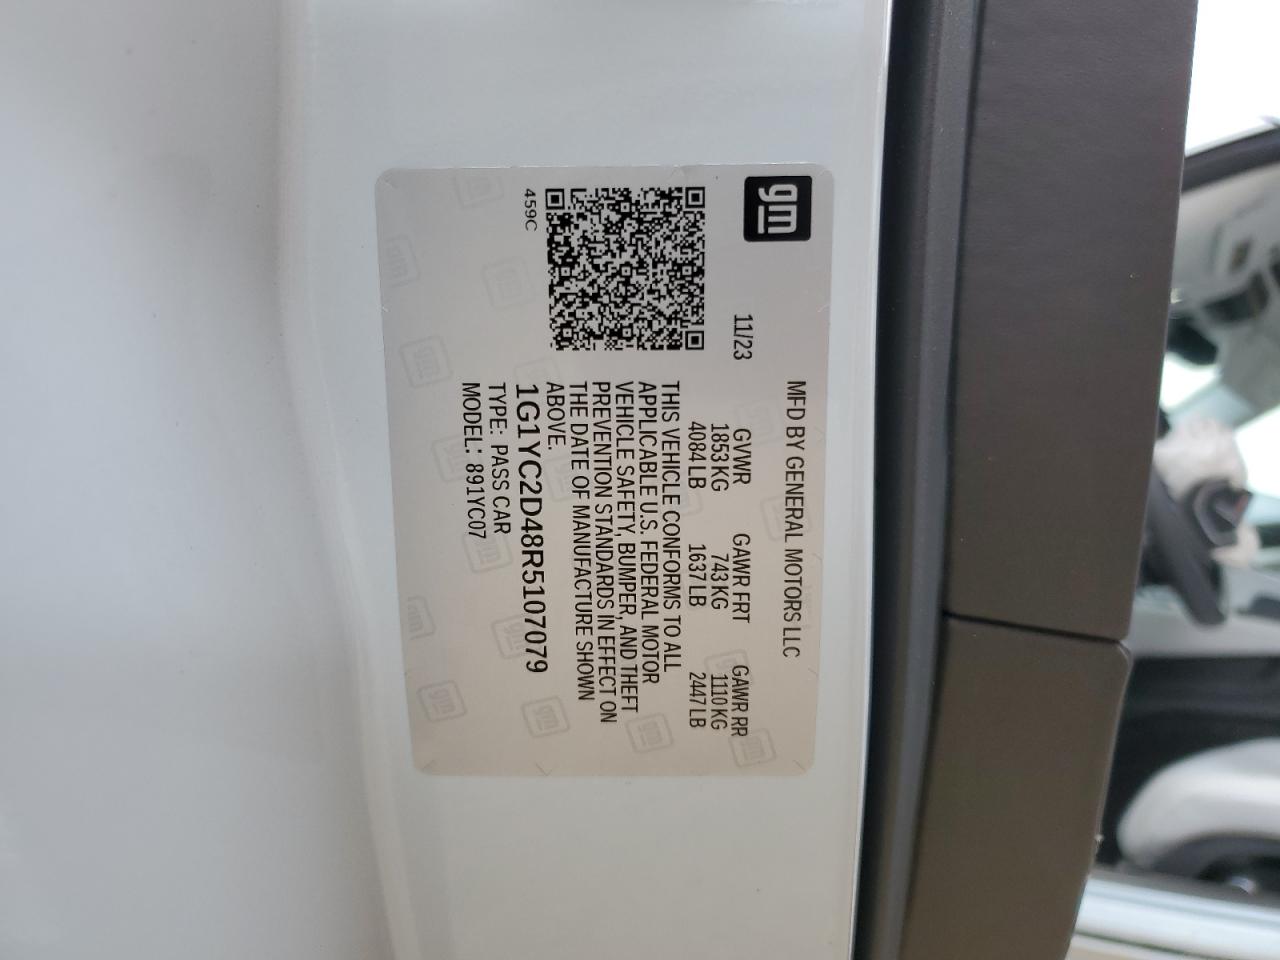 gm
MFD BY GENERAL MOTORS LLC
11/23
GVWR GAWR FRT GAWR RR
1853 KG 743 KG 1110 KG
4084 LB 1637 LB 2447 LB
THIS VEHICLE CONFORMS TO ALL
APPLICABLE U.S. FEDERAL MOTOR
VEHICLE SAFETY, BUMPER, AND THEFT
PREVENTION STANDARDS IN EFFECT ON
THE DATE OF MANUFACTURE SHOWN
ABOVE.
1G1YC2D48R5107079
TYPE: PASS CAR
MODEL: 891YC07
459C